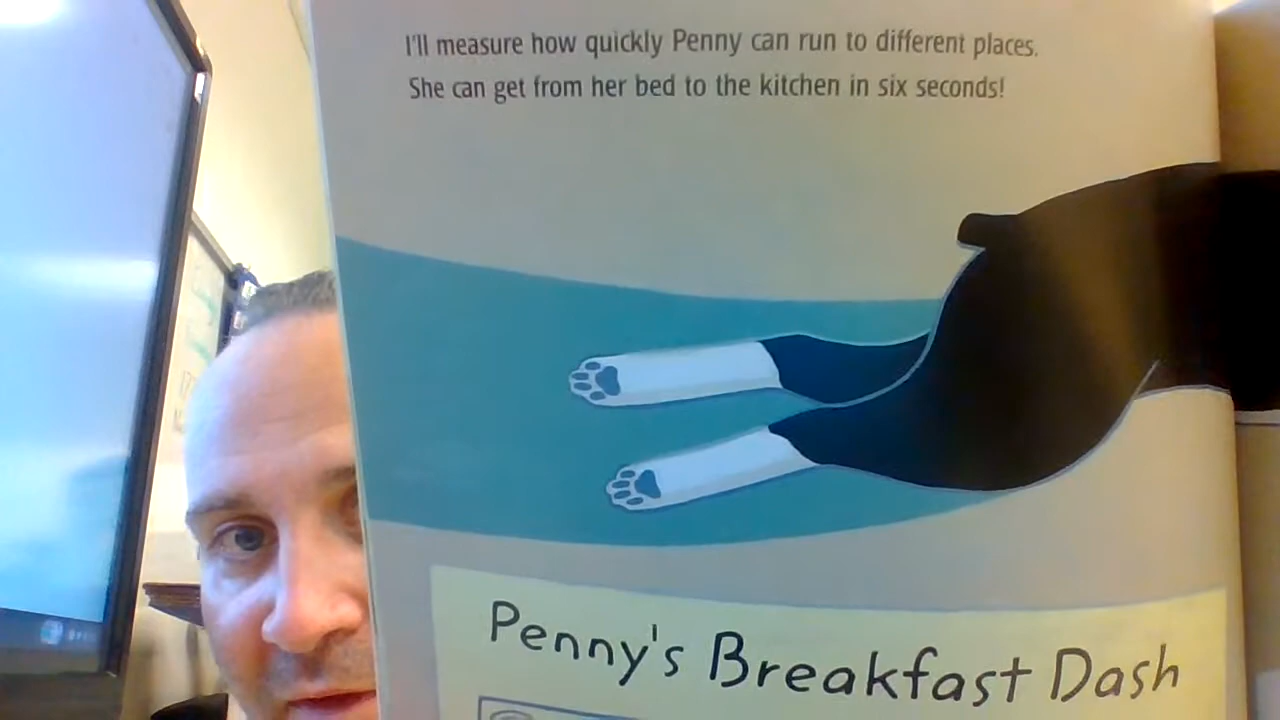 I'll measure how quickly Penny can run to different places.
She can get from her bed to the kitchen in six seconds!
Penny's Breakfast Dash